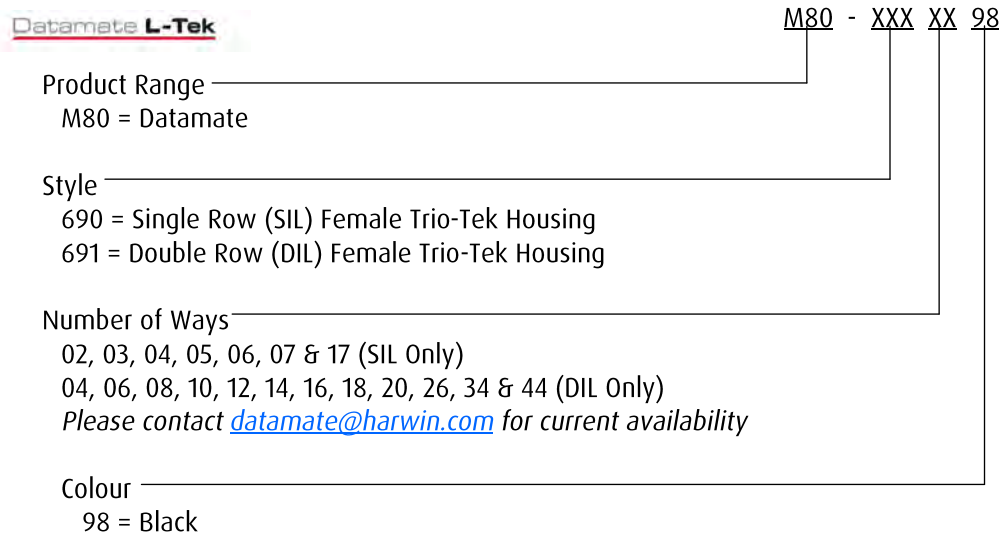 Datamate L-Tek
M80 - XXX XX 98
Product Range
M80 = Datamate
Style
690 = Single Row (SIL) Female Trio-Tek Housing
691 = Double Row (DIL) Female Trio-Tek Housing
Number of Ways
02, 03, 04, 05, 06, 07 & 17 (SIL Only)
04, 06, 08, 10, 12, 14, 16, 18, 20, 26, 34 & 44 (DIL Only)
Please contact datamate@harwin.com for current availability
Colour
98 = Black